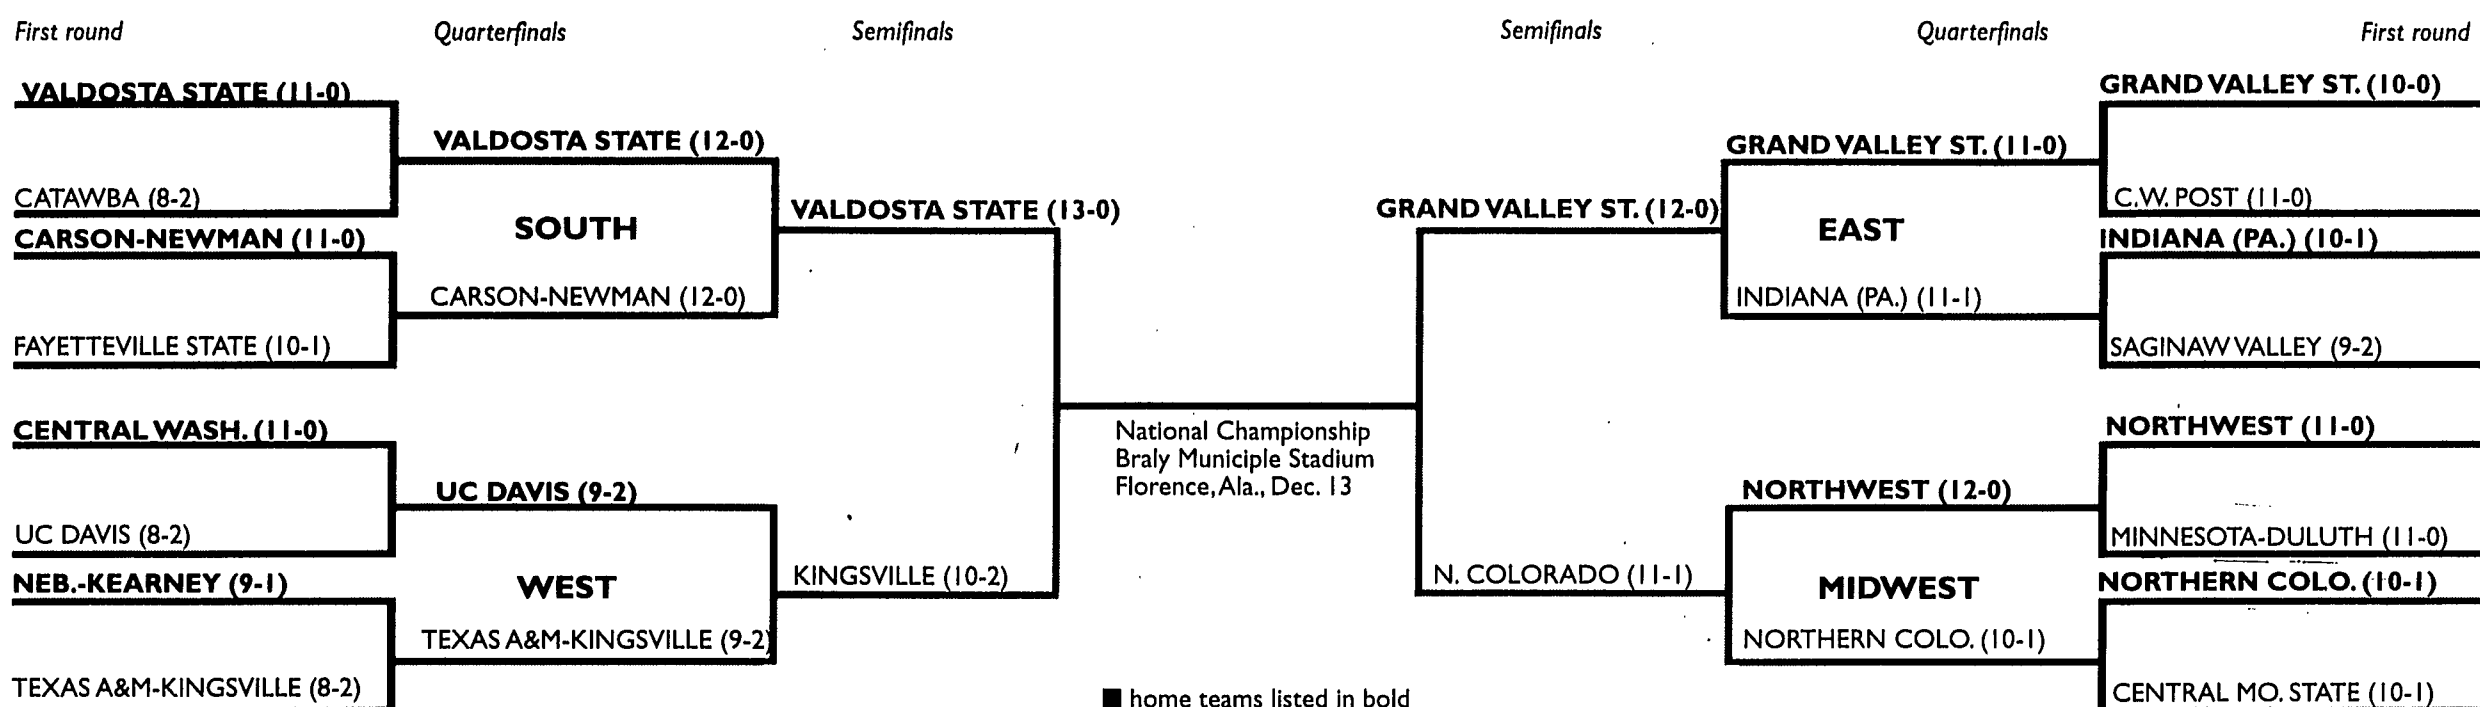 First round
Quarterfinals
Semifinals
Semifinals
Quarterfinals
First round
VALDOSTA STATE (11-0)
CATAWBA (8-2)
CARSON-NEWMAN (11-0)
FAYETTEVILLE STATE (10-1)
CENTRAL WASH. (11-0)
UC DAVIS (8-2)
NEB.-KEARNEY (9-1)
TEXAS A&M-KINGSVILLE (8-2)
VALDOSTA STATE (12-0)
SOUTH
CARSON-NEWMAN (12-0)
UC DAVIS (9-2)
WEST
TEXAS A&M-KINGSVILLE (9-2)
VALDOSTA STATE (13-0)
KINGSVILLE (10-2)
National Championship
Braly Municiple Stadium
Florence, Ala., Dec. 13
■ home teams listed in bold
GRAND VALLEY ST. (12-0)
N. COLORADO (11-1)
GRAND VALLEY ST. (11-0)
EAST
INDIANA (PA.) (11-1)
NORTHWEST (12-0)
MIDWEST
NORTHERN COLO. (10-1)
GRAND VALLEY ST. (10-0)
C.W. POST (11-0)
INDIANA (PA.) (10-1)
SAGINAW VALLEY (9-2)
NORTHWEST (11-0)
MINNESOTA-DULUTH (11-0)
NORTHERN COLO. (10-1)
CENTRAL MO. STATE (10-1)